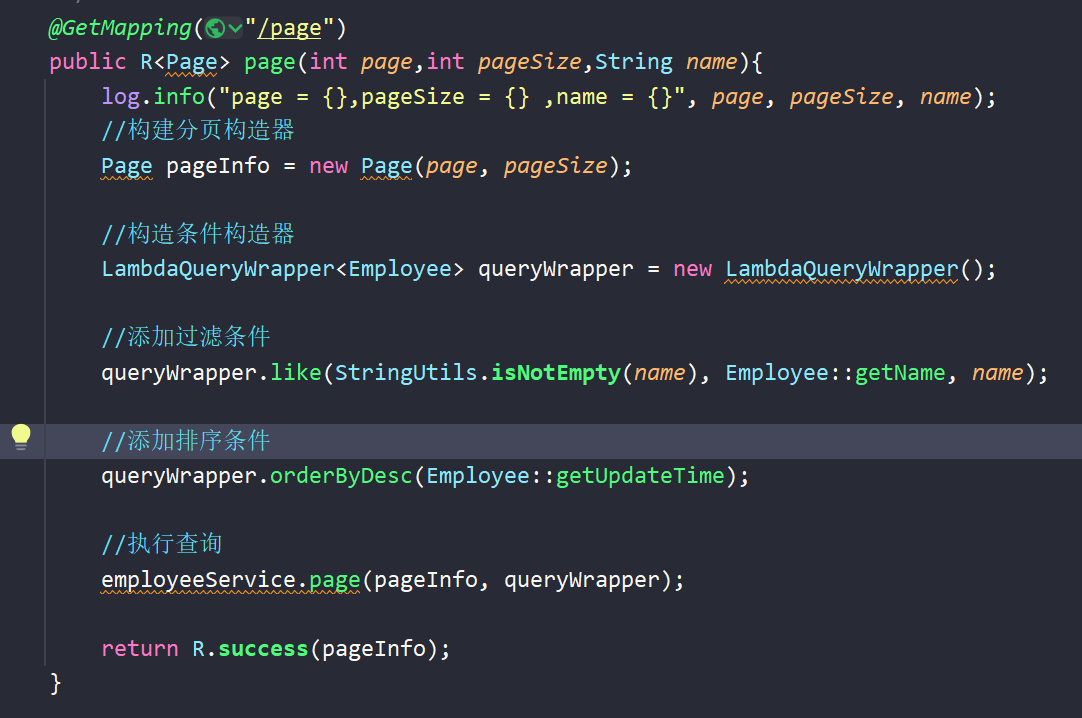 @GetMapping("/page")
public R<Page> page(int page,int pageSize,String name){
log.info("page = {},pageSize = {} ,name = {}", page, pageSize, name);
//构建分页构造器
Page pageInfo = new Page(page, pageSize);
//构造条件构造器
LambdaQueryWrapper<Employee> queryWrapper = new LambdaQueryWrapper();
//添加过滤条件
queryWrapper.like(StringUtils.isNotEmpty(name), Employee::getName, name);
//添加排序条件
queryWrapper.orderByDesc(Employee::getUpdateTime);
//执行查询
employeeService.page(pageInfo, queryWrapper);
return R.success(pageInfo);
}